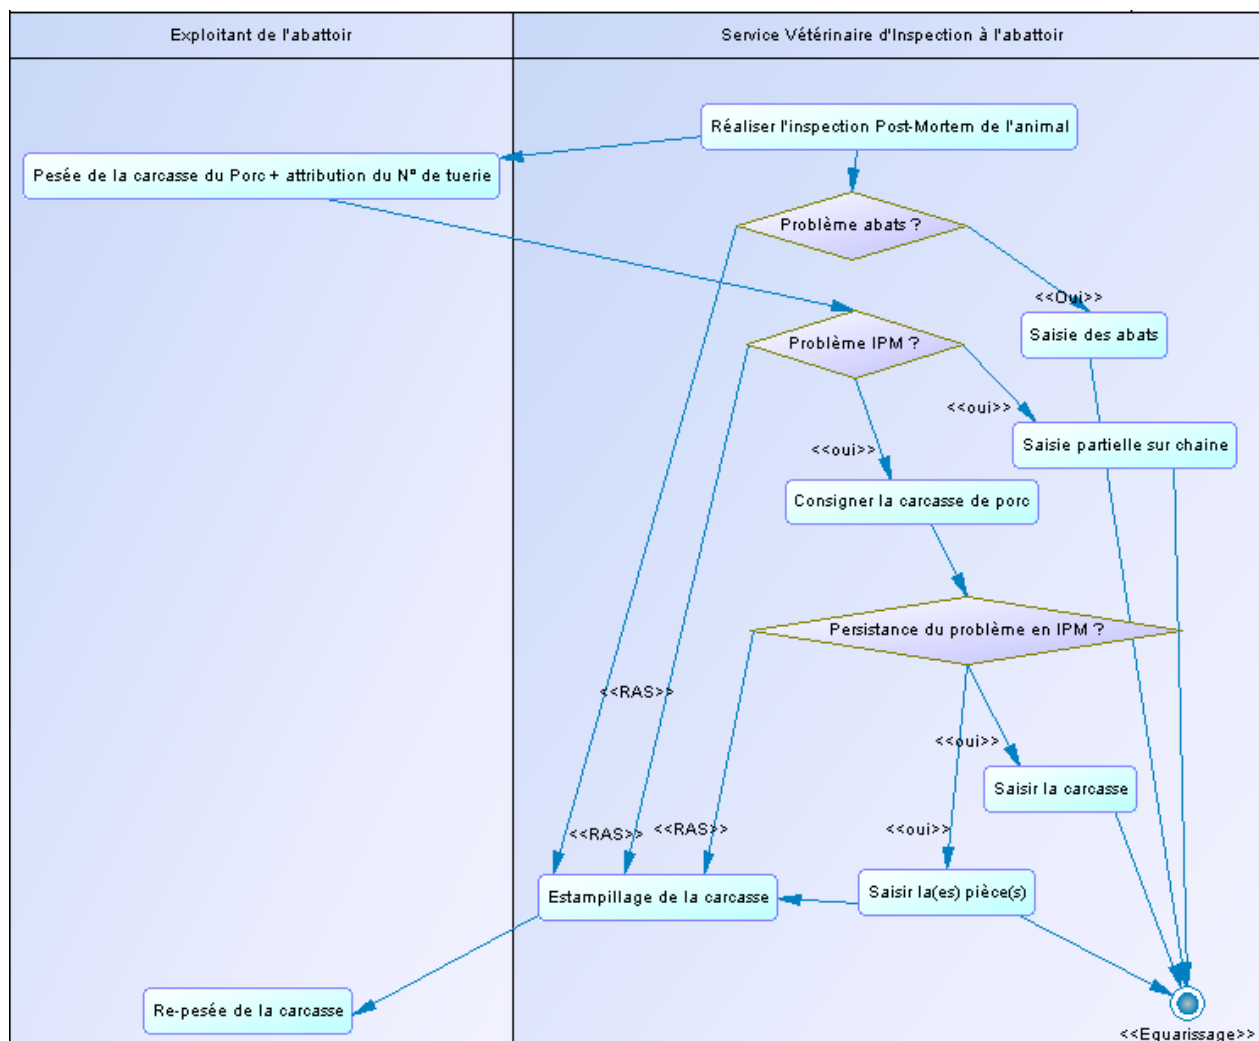 Exploitant de l'abattoir
Service Vétérinaire d'Inspection à l'abattoir
Réaliser l'inspection Post-Mortem de l'animal
Pesée de la carcasse du Porc + attribution du N° de tuerie
Problème abats ?
<<Oui>>
Saisie des abats
Problème IPM ?
<<oui>>
Saisie partielle sur chaine
<<oui>>
Consigner la carcasse de porc
Persistance du problème en IPM ?
<<RAS>>
<<oui>>
Saisir la carcasse
<<RAS>>
<<RAS>>
<<oui>>
Estampillage de la carcasse
Saisir la(es) pièce(s)
Re-pesée de la carcasse
<<Equarissage>>